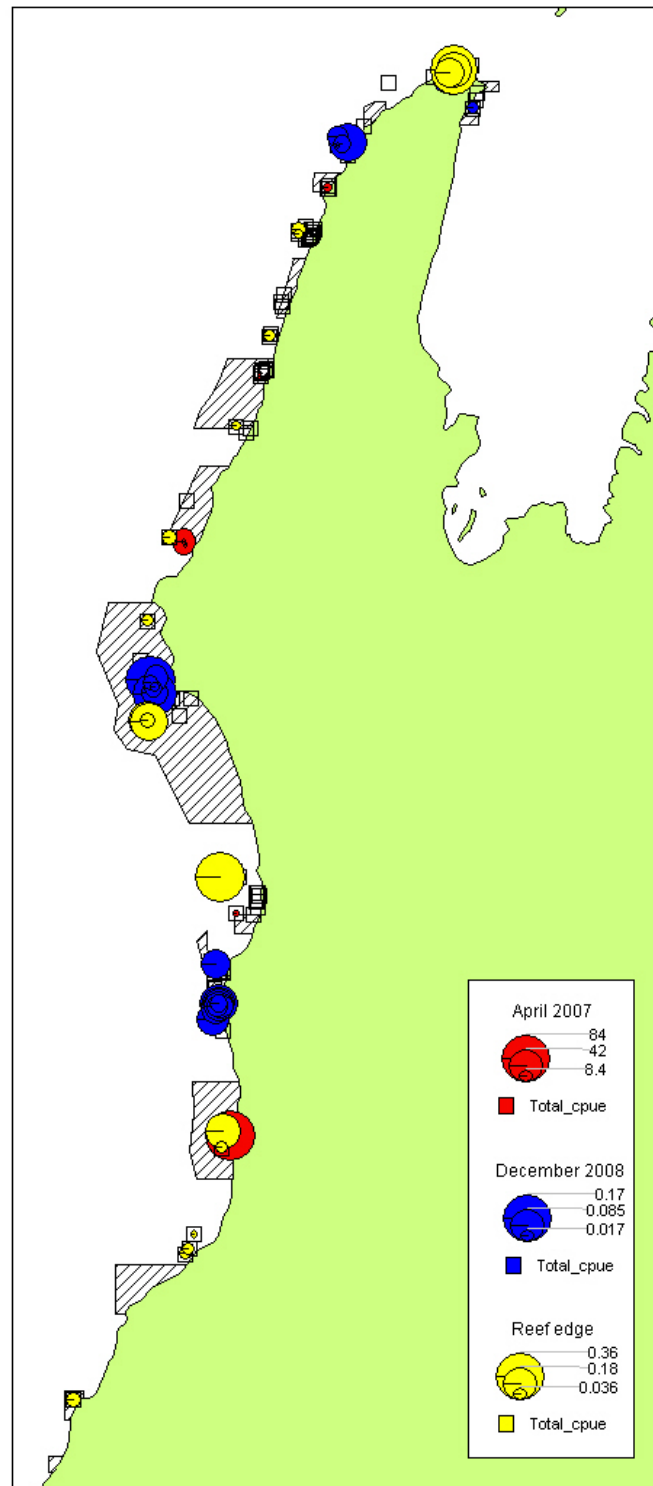 April 2007
84
42
8.4
Total_cpue
December 2008
0.17
0.085
0.017
Total_cpue
Reef edge
0.36
0.18
0.036
Total_cpue